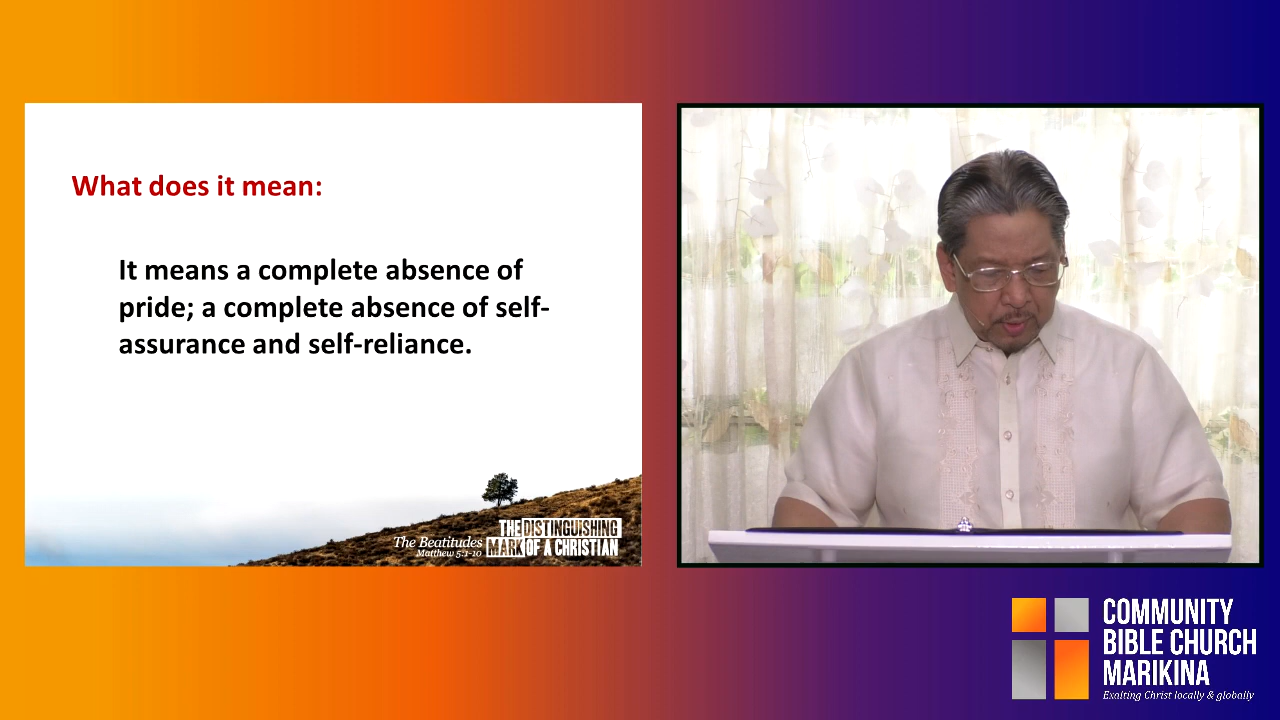 What does it mean:
It means a complete absence of
pride; a complete absence of self-
assurance and self-reliance.
The Beatitudes
Matthew 5:1-10
THE DISTINGUISHING
MARK OF A CHRISTIAN
COMMUNITY
BIBLE CHURCH
MARIKINA
Exalting Christ locally & globally